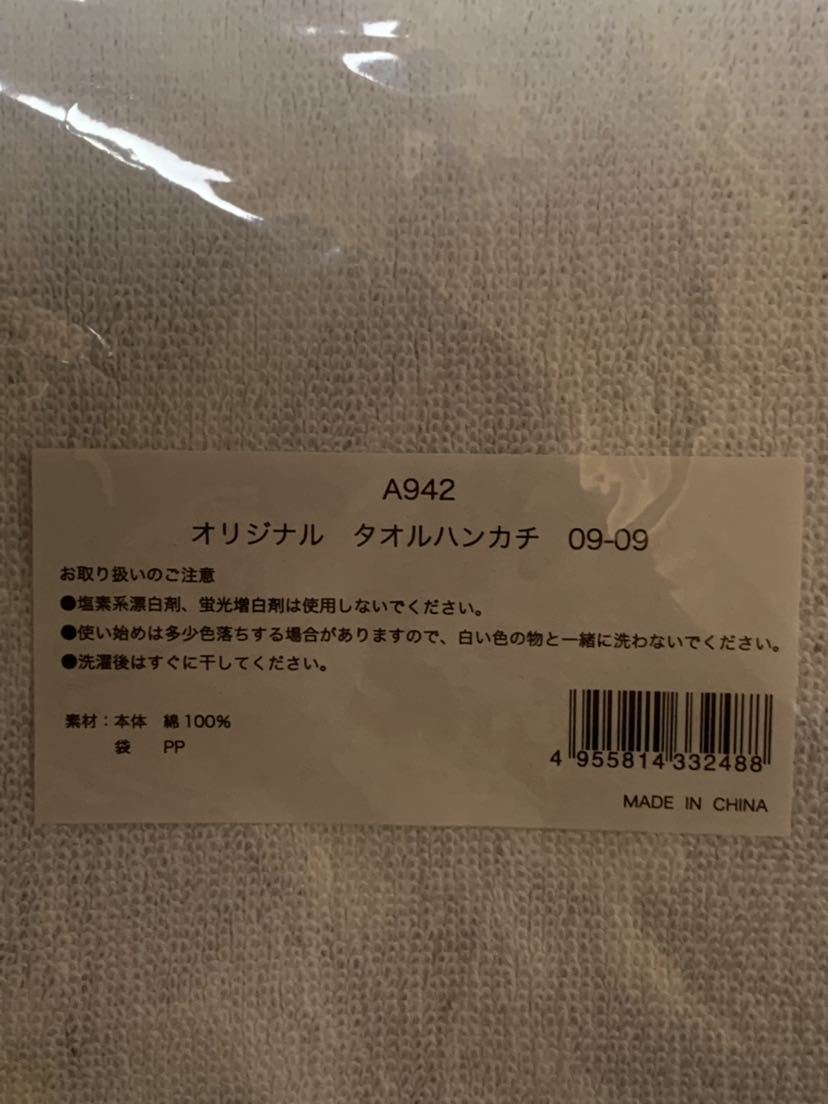 A942
オリジナル　タオルハンカチ　09-09
お取り扱いのご注意
●塩素系漂白剤、蛍光増白剤は使用しないでください。
●使い始めは多少色落ちする場合がありますので、白い色の物と一緒に洗わないでください。
●洗濯後はすぐに干してください。
素材：本体　綿100%
袋　PP
4 955814 332488
MADE IN CHINA